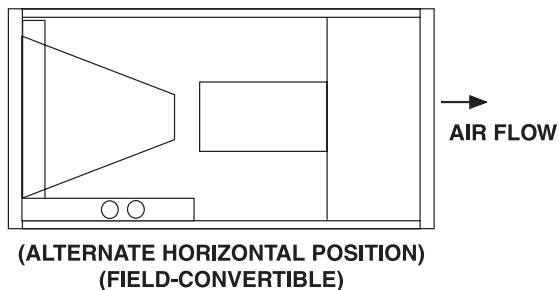 AIR FLOW
(ALTERNATE HORIZONTAL POSITION)
(FIELD-CONVERTIBLE)